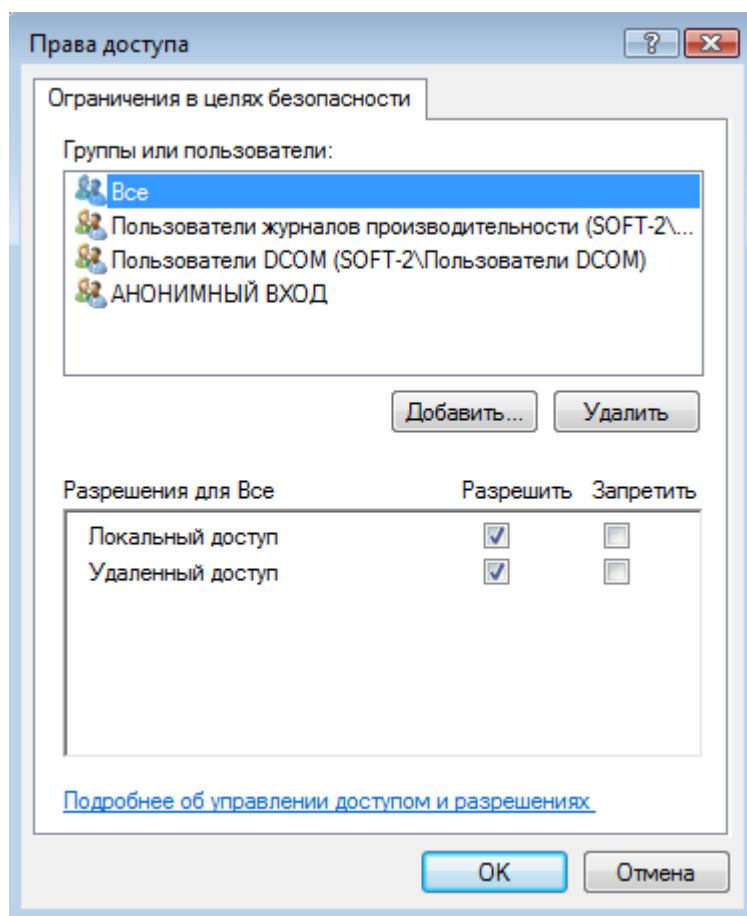 Права доступа
Ограничения в целях безопасности
Группы или пользователи:
Все
Пользователи журналов производительности (SOFT-2\...
Пользователи DCOM (SOFT-2\Пользователи DCOM)
АНОНИМНЫЙ ВХОД
Добавить... Удалить
Разрешения для Все Разрешить Запретить
Локальный доступ
Удаленный доступ
Подробнее об управлении доступом и разрешениях
OK Отмена